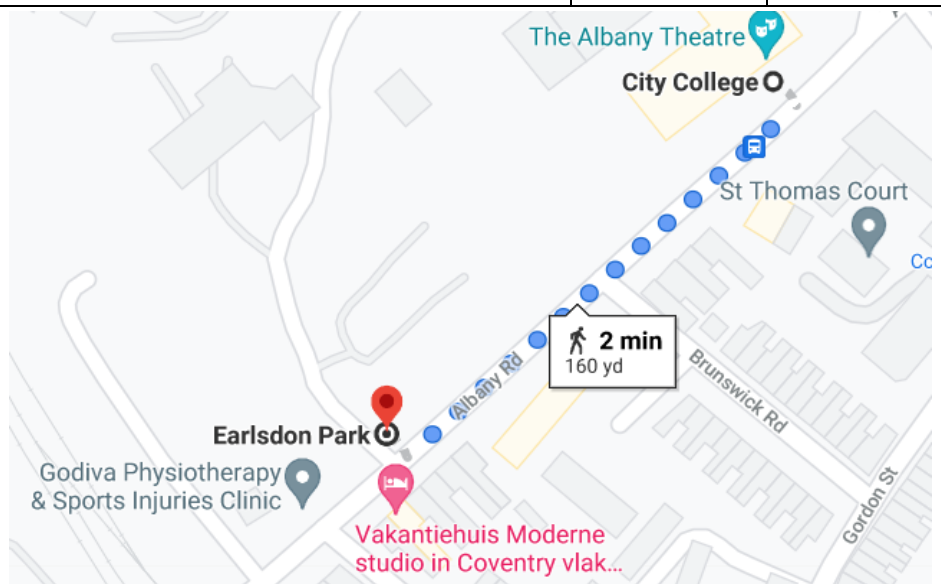 The Albany Theatre
City College
St Thomas Court
Co
2 min
160 yd
Albany Rd
Brunswick Rd
Earlsdon Park
Godiva Physiotherapy
& Sports Injuries Clinic
Gordon St
Vakantiehuis Moderne
studio in Coventry vlak...